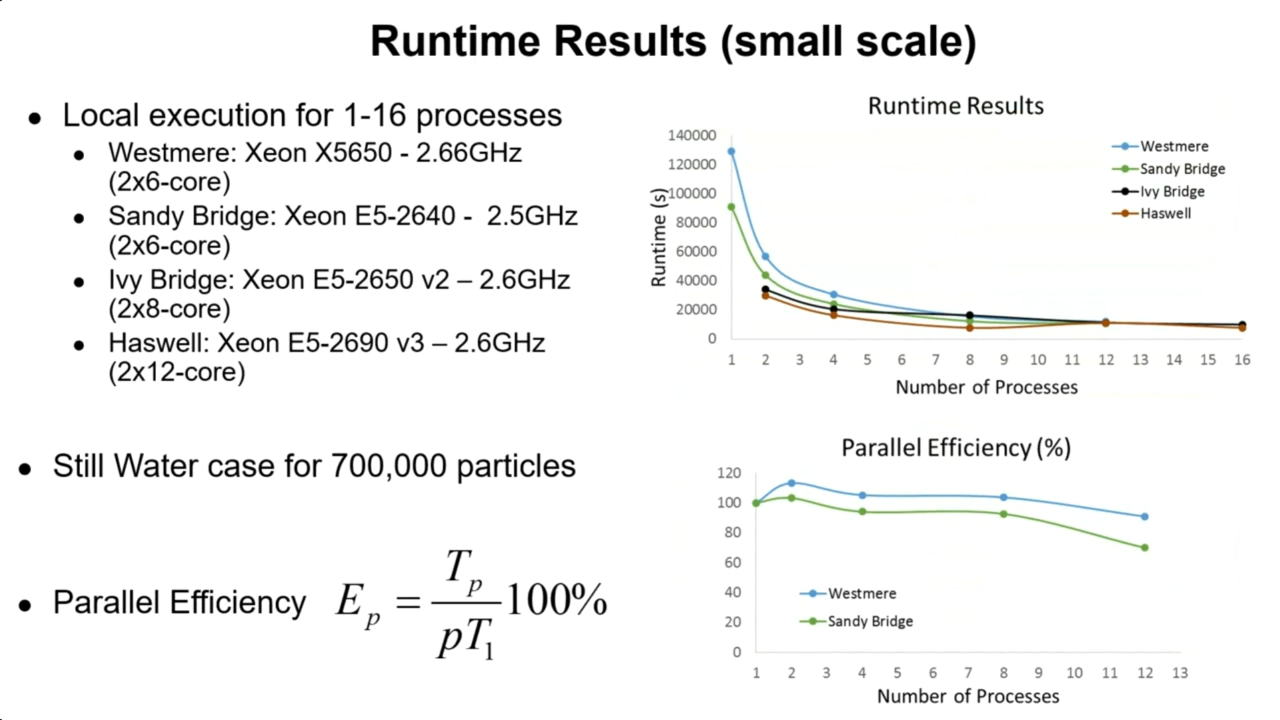 Runtime Results (small scale)
• Local execution for 1-16 processes
• Westmere: Xeon X5650 - 2.66GHz
(2x6-core)
• Sandy Bridge: Xeon E5-2640 - 2.5GHz
(2x6-core)
• Ivy Bridge: Xeon E5-2650 v2 – 2.6GHz
(2x8-core)
• Haswell: Xeon E5-2690 v3 – 2.6GHz
(2x12-core)
• Still Water case for 700,000 particles
• Parallel Efficiency E_p = T_p / pT_1 100%
Runtime Results
140000
120000
100000
80000
60000
40000
20000
0
Runtime (s)
Westmere
Sandy Bridge
Ivy Bridge
Haswell
1 2 3 4 5 6 7 8 9 10 11 12 13 14 15 16
Number of Processes
Parallel Efficiency (%)
120
100
80
60
40
20
0
Westmere
Sandy Bridge
1 2 3 4 5 6 7 8 9 10 11 12 13
Number of Processes